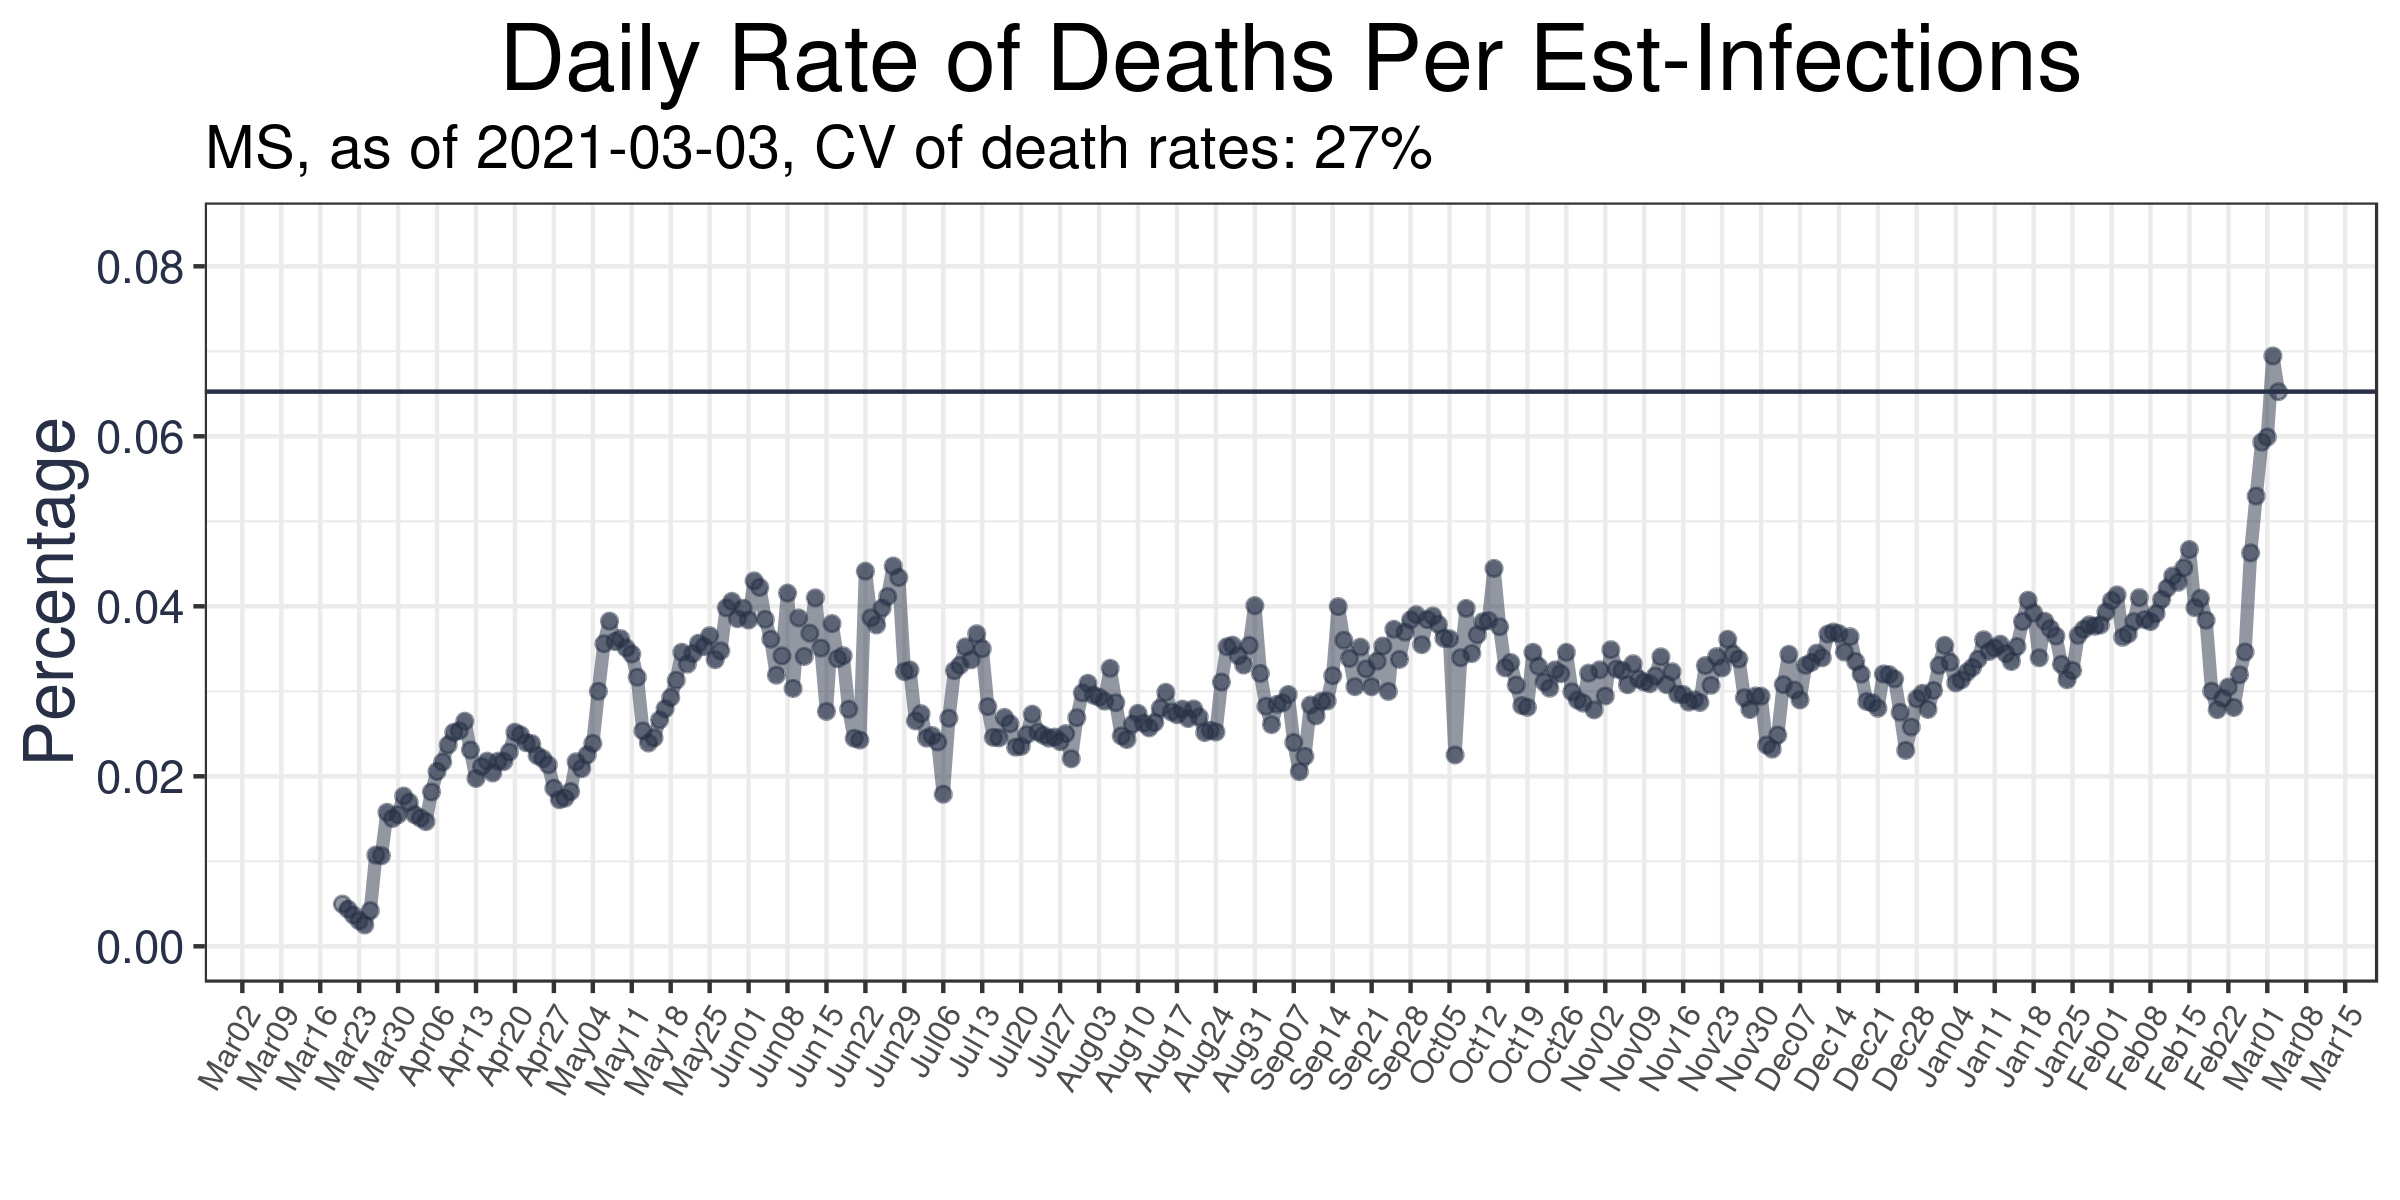 Daily Rate of Deaths Per Est-Infections
MS, as of 2021-03-03, CV of death rates: 27%
Percentage
0.08
0.06
0.04
0.02
0.00
Mar02
Mar09
Mar16
Mar23
Mar30
Apr06
Apr13
Apr20
Apr27
May04
May11
May18
May25
Jun01
Jun08
Jun15
Jun22
Jun29
Jul06
Jul13
Jul20
Jul27
Aug03
Aug10
Aug17
Aug24
Aug31
Sep07
Sep14
Sep21
Sep28
Oct05
Oct12
Oct19
Oct26
Nov02
Nov09
Nov16
Nov23
Nov30
Dec07
Dec14
Dec21
Dec28
Jan04
Jan11
Jan18
Jan25
Feb01
Feb08
Feb15
Feb22
Mar01
Mar08
Mar15